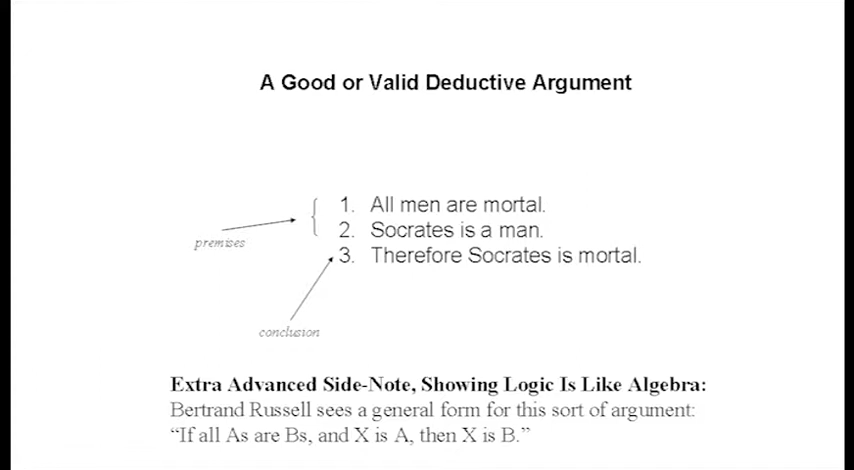 A Good or Valid Deductive Argument
1. All men are mortal.
2. Socrates is a man.
premises
3. Therefore Socrates is mortal.
conclusion
Extra Advanced Side-Note, Showing Logic Is Like Algebra:
Bertrand Russell sees a general form for this sort of argument:
“If all As are Bs, and X is A, then X is B.”